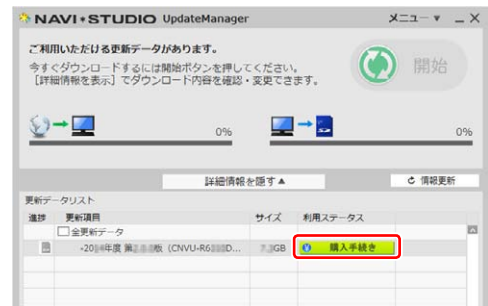 NAVI*STUDIO UpdateManager メニュー ▼ _ ×
ご利用いただける更新データがあります。
今すぐダウンロードするには開始ボタンを押してください。
[詳細情報を表示]でダウンロード内容を確認・変更できます。
開始
0% 0%
詳細情報を隠す▲ 情報更新
更新データリスト
進捗 更新項目 サイズ 利用ステータス
全更新データ
年度 第 版 GB 購入手続き